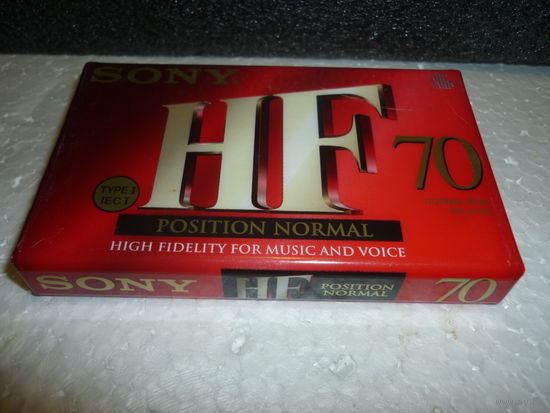 SONY
HF
70
TYPE I
IEC I
POSITION NORMAL
HIGH FIDELITY FOR MUSIC AND VOICE
SONY
HF
POSITION
NORMAL
70